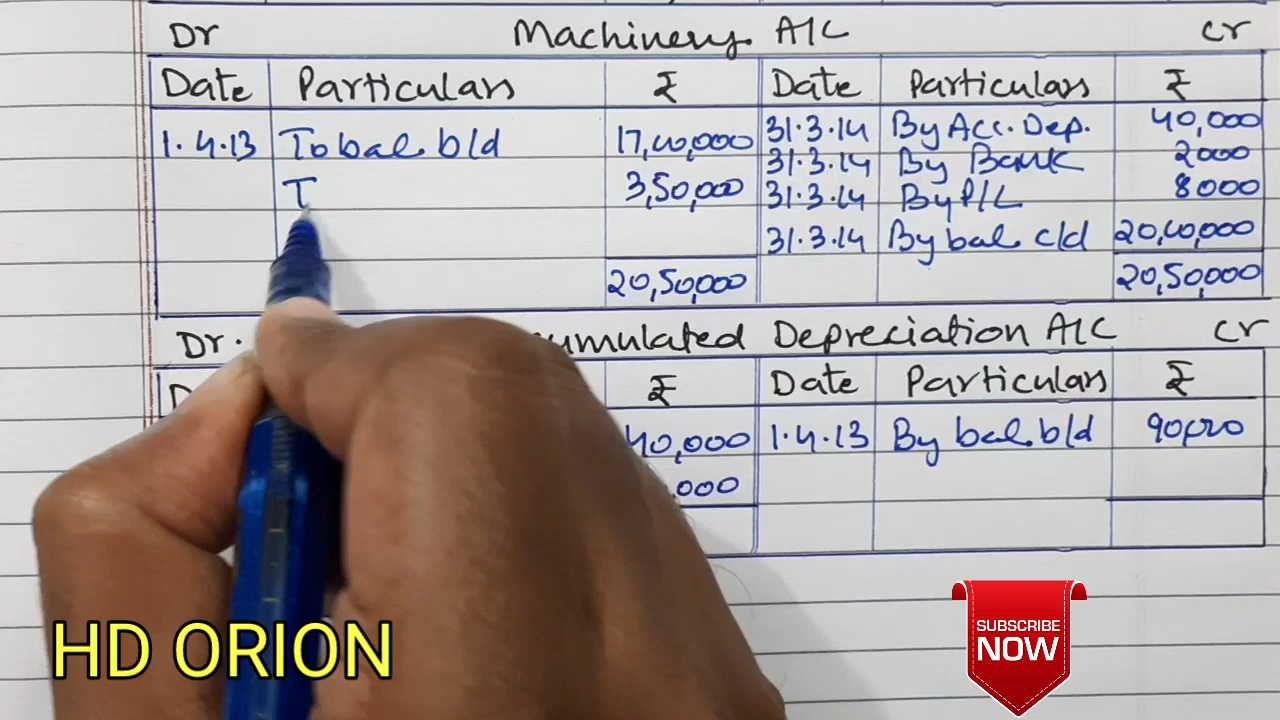 Dr Machinery A/C Cr
Date Particulars ₹ Date Particulars ₹
1.4.13 To bal b/d 17,00,000 31.3.14 By Acc. Dep. 40,000
31.3.14 By Bank 2000
T 3,50,000 31.3.14 By P/L 8000
31.3.14 By bal c/d 20,00,000
20,50,000 20,50,000
Dr. umulated Depreciation A/C Cr
D ₹ Date Particulars ₹
40,000 1.4.13 By bal b/d 90,000
,000
HD ORION
SUBSCRIBE
NOW